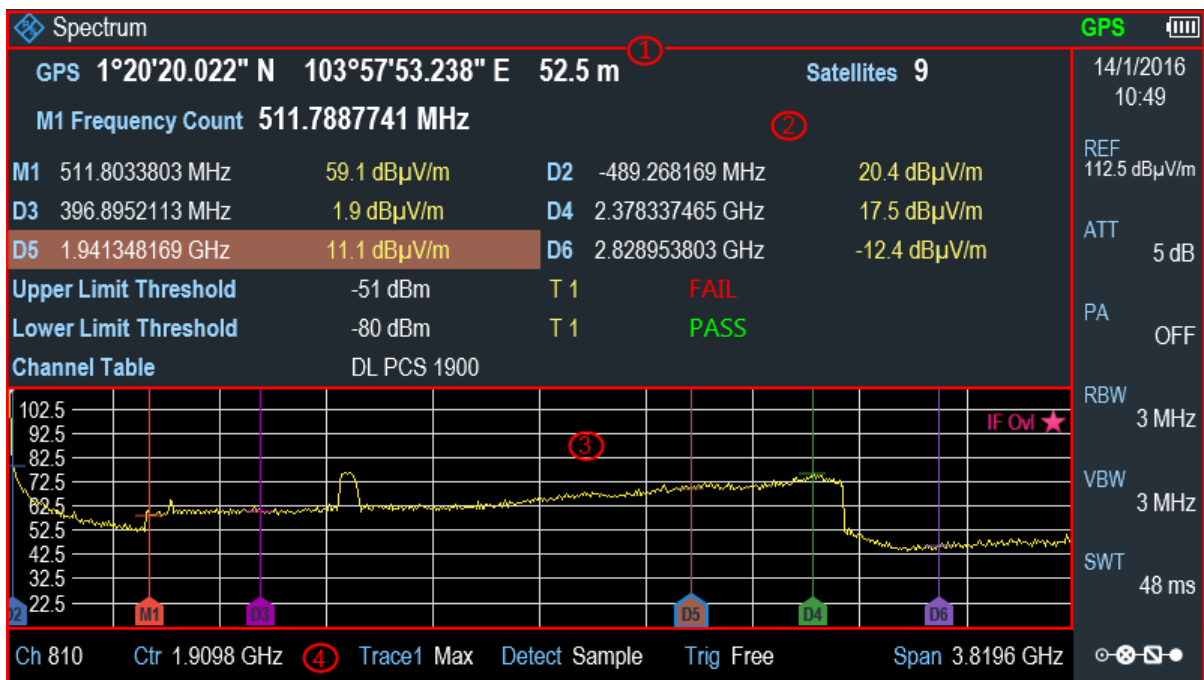 Spectrum GPS
1
GPS 1°20'20.022" N 103°57'53.238" E 52.5 m Satellites 9
14/1/2016
10:49
M1 Frequency Count 511.7887741 MHz
2
M1 511.8033803 MHz 59.1 dBµV/m D2 -489.268169 MHz 20.4 dBµV/m
D3 396.8952113 MHz 1.9 dBµV/m D4 2.378337465 GHz 17.5 dBµV/m
D5 1.941348169 GHz 11.1 dBµV/m D6 2.828953803 GHz -12.4 dBµV/m
Upper Limit Threshold -51 dBm T 1 FAIL
Lower Limit Threshold -80 dBm T 1 PASS
Channel Table DL PCS 1900
REF
112.5 dBµV/m
ATT
5 dB
PA
OFF
RBW
3 MHz
VBW
3 MHz
SWT
48 ms
102.5
IF Ovl
92.5
3
82.5
72.5
62.5
52.5
42.5
32.5
22.5
D2 M1 D3 D5 D4 D6
Ch 810 Ctr 1.9098 GHz 4 Trace1 Max Detect Sample Trig Free Span 3.8196 GHz